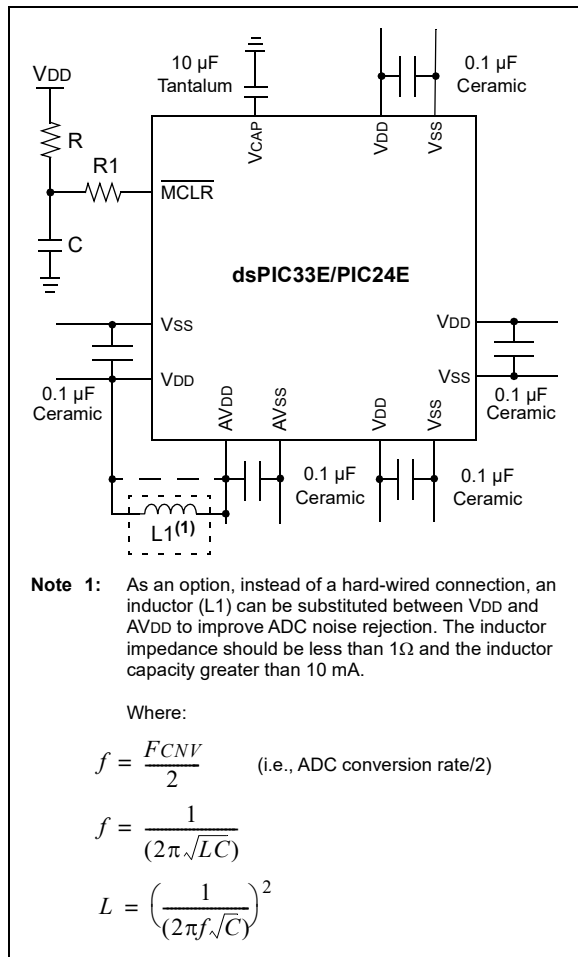 10 µF
Tantalum
0.1 µF
Ceramic
VDD
R
R1
C
VCAP
VDD
VSS
MCLR
dsPIC33E/PIC24E
VSS
VDD
VDD
VSS
0.1 µF
Ceramic
0.1 µF
Ceramic
AVDD
AVSS
VDD
VSS
0.1 µF
Ceramic
0.1 µF
Ceramic
L1(1)
Note 1: As an option, instead of a hard-wired connection, an
inductor (L1) can be substituted between VDD and
AVDD to improve ADC noise rejection. The inductor
impedance should be less than 1Ω and the inductor
capacity greater than 10 mA.
Where:
f = FCNV / 2 (i.e., ADC conversion rate/2)
f = 1 / (2π√LC)
L = (1 / (2πf√C))²